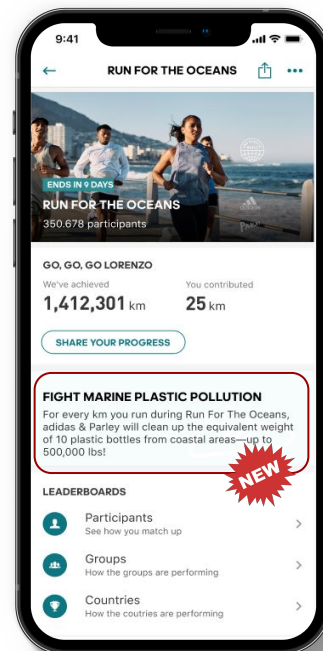 9:41
RUN FOR THE OCEANS
ENDS IN 9 DAYS
RUN FOR THE OCEANS
350.678 participants
adidas
GO, GO, GO LORENZO
We've achieved
You contributed
1,412,301 km
25 km
SHARE YOUR PROGRESS
FIGHT MARINE PLASTIC POLLUTION
For every km you run during Run For The Oceans,
adidas & Parley will clean up the equivalent weight
of 10 plastic bottles from coastal areas—up to
500,000 lbs!
NEW
LEADERBOARDS
Participants
See how you match up
Groups
How the groups are performing
Countries
How the coutries are performing